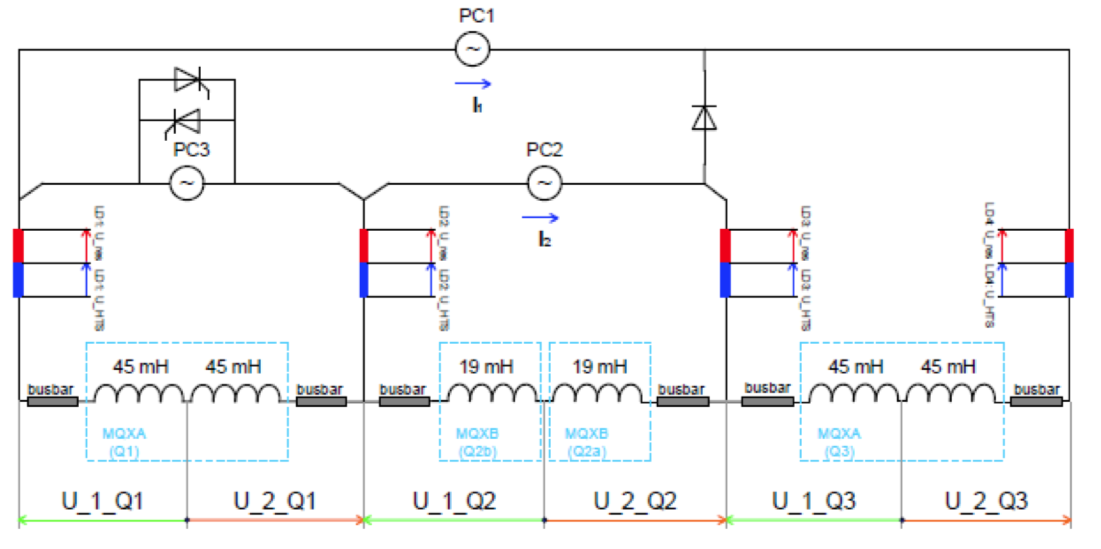 PC1
~
I₁
PC3
~
PC2
~
I₂
LD1: U_res
LD1: U_HTS
LD2: U_res
LD2: U_HTS
LD3: U_res
LD3: U_HTS
LD4: U_res
LD4: U_HTS
45 mH 45 mH 19 mH 19 mH 45 mH 45 mH
busbar busbar busbar busbar busbar busbar
MQXA
(Q1)
MQXB
(Q2b)
MQXB
(Q2a)
MQXA
(Q3)
U_1_Q1 U_2_Q1 U_1_Q2 U_2_Q2 U_1_Q3 U_2_Q3